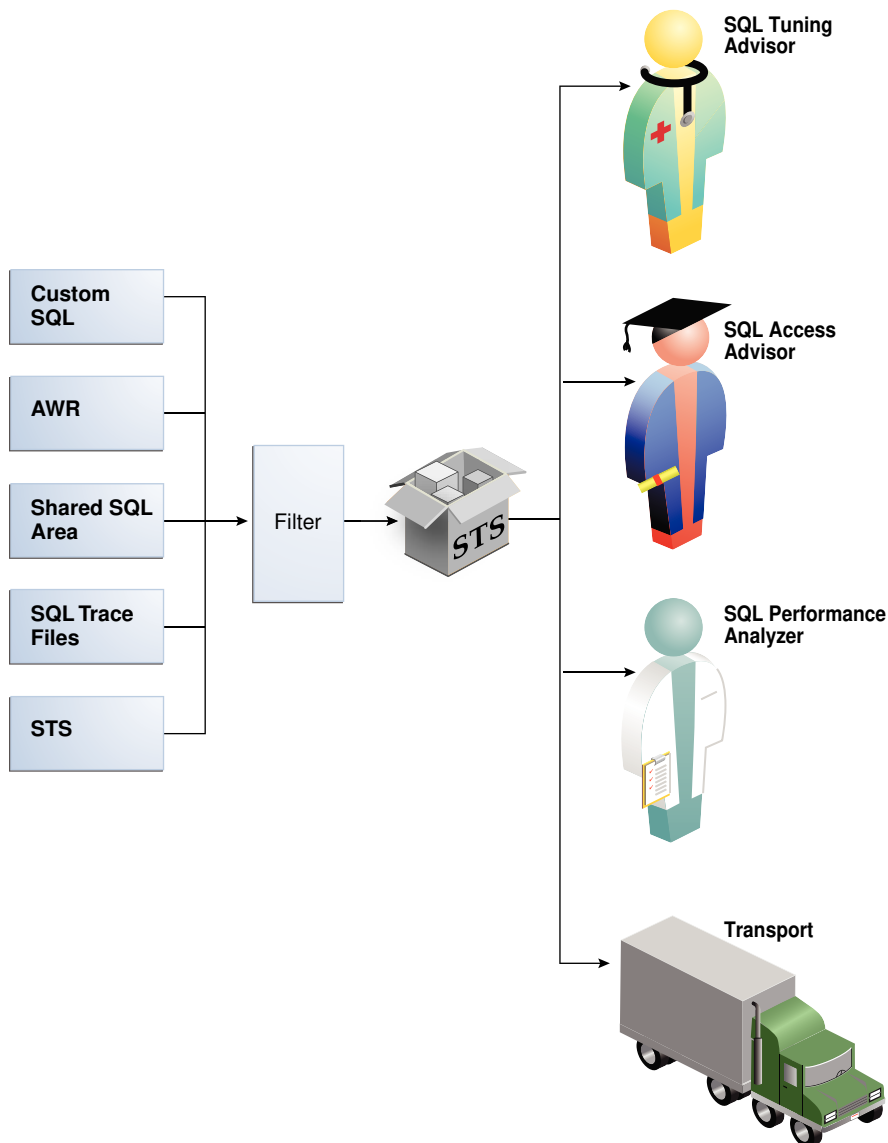 SQL Tuning
Advisor
Custom
SQL
AWR
Shared SQL
Area
SQL Trace
Files
STS
Filter
STS
SQL Access
Advisor
SQL Performance
Analyzer
Transport